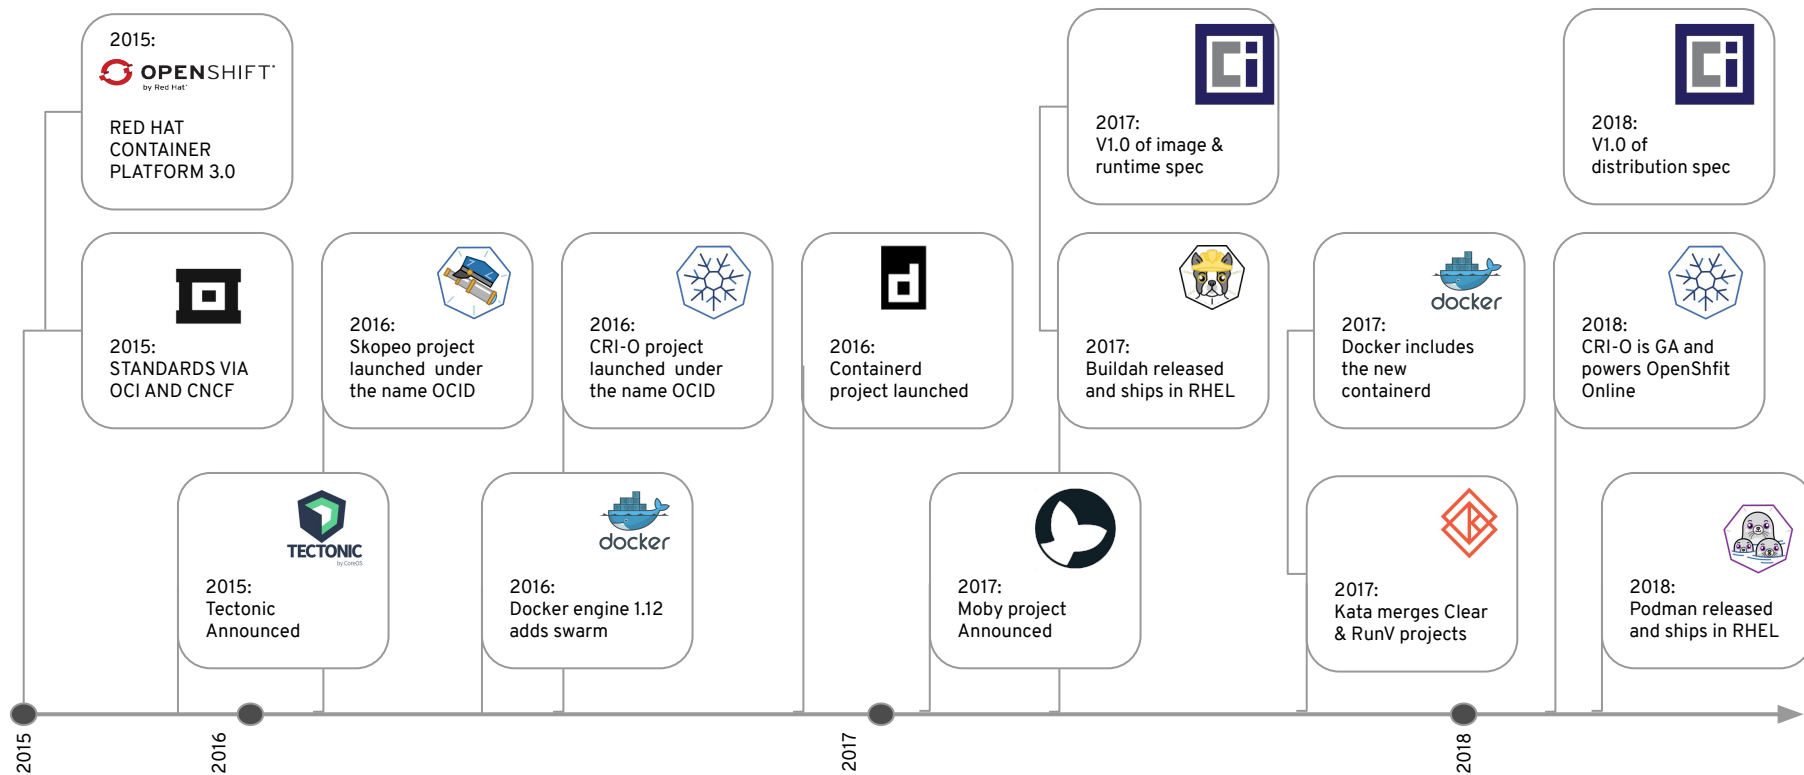 2015:
OPENSHIFT
by Red Hat
RED HAT
CONTAINER
PLATFORM 3.0
2017:
V1.0 of image &
runtime spec
2018:
V1.0 of
distribution spec
2015:
STANDARDS VIA
OCI AND CNCF
2016:
Skopeo project
launched under
the name OCID
2016:
CRI-O project
launched under
the name OCID
d
2016:
Containerd
project launched
2017:
Buildah released
and ships in RHEL
docker
2017:
Docker includes
the new
containerd
2018:
CRI-O is GA and
powers OpenShfit
Online
TECTONIC
by CoreOS
2015:
Tectonic
Announced
docker
2016:
Docker engine 1.12
adds swarm
2017:
Moby project
Announced
2017:
Kata merges Clear
& RunV projects
2018:
Podman released
and ships in RHEL
2015
2016
2017
2018